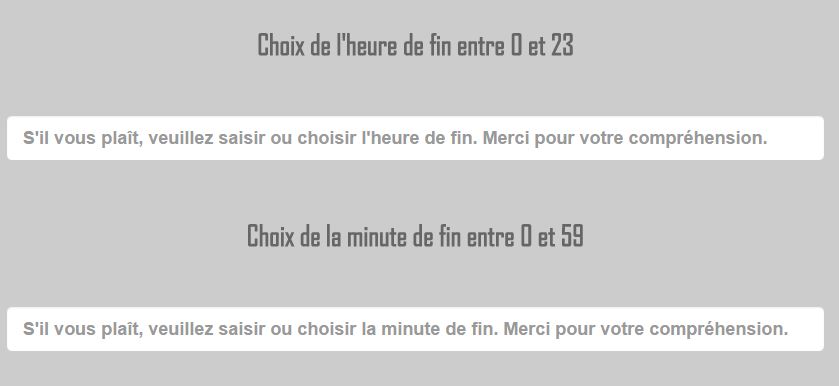 Choix de l'heure de fin entre 0 et 23
S'il vous plaît, veuillez saisir ou choisir l'heure de fin. Merci pour votre compréhension.
Choix de la minute de fin entre 0 et 59
S'il vous plaît, veuillez saisir ou choisir la minute de fin. Merci pour votre compréhension.